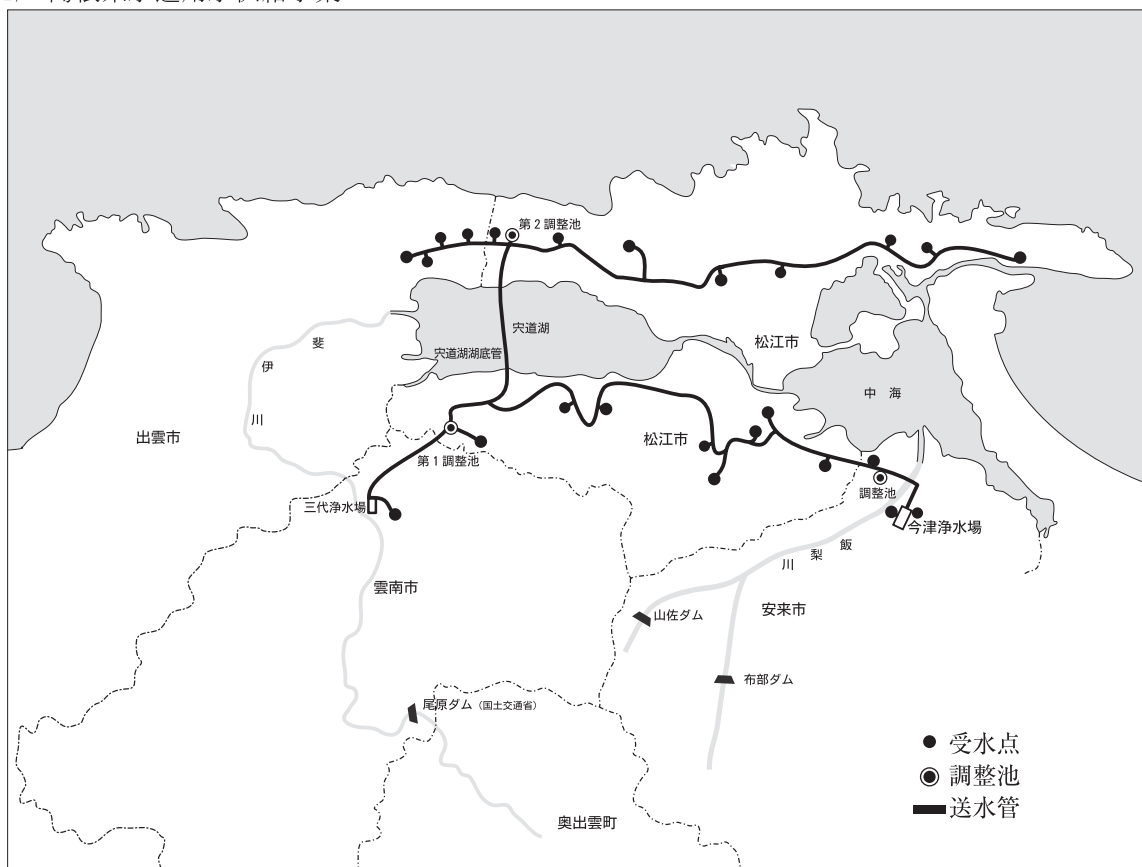 第2調整池
宍道湖
宍道湖湖底管
松江市
中海
斐
伊
川
出雲市
松江市
第1調整池
調整池
三代浄水場
今津浄水場
飯
梨
川
雲南市
安来市
山佐ダム
布部ダム
尾原ダム（国土交通省）
奥出雲町
受水点
調整池
送水管